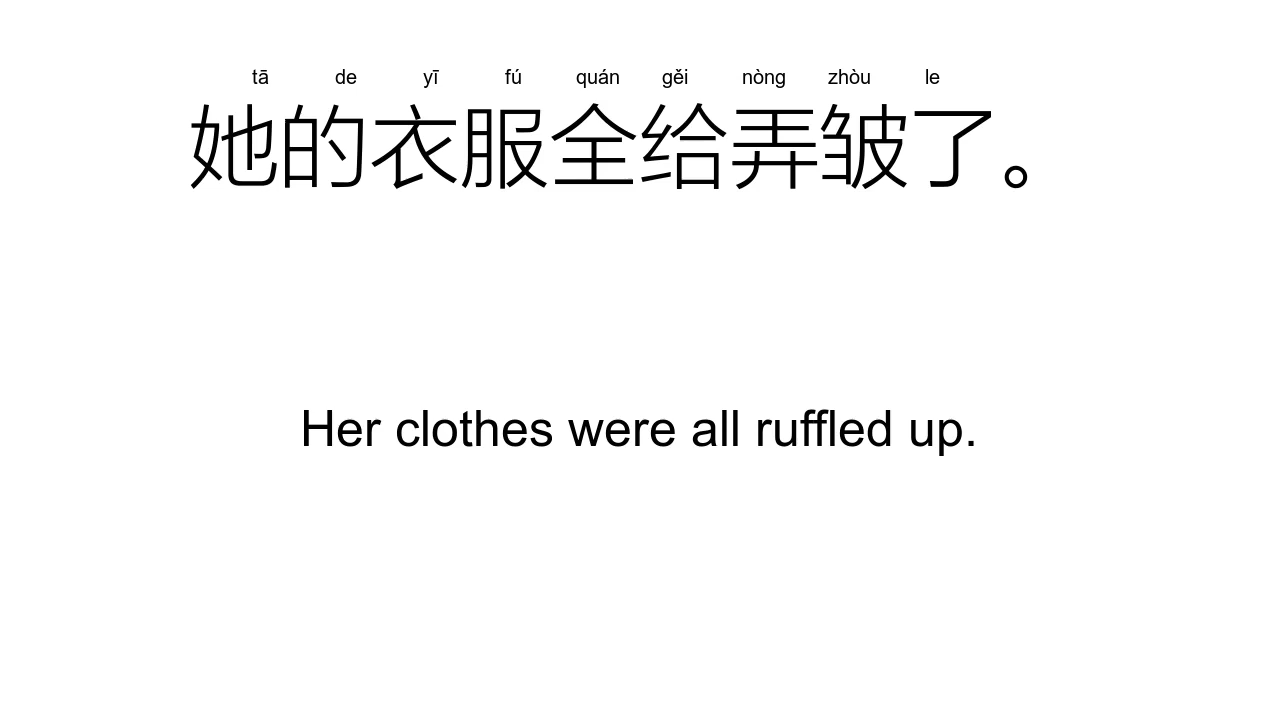 tā de yī fú quán gěi nòng zhòu le
她的衣服全给弄皱了。
Her clothes were all ruffled up.